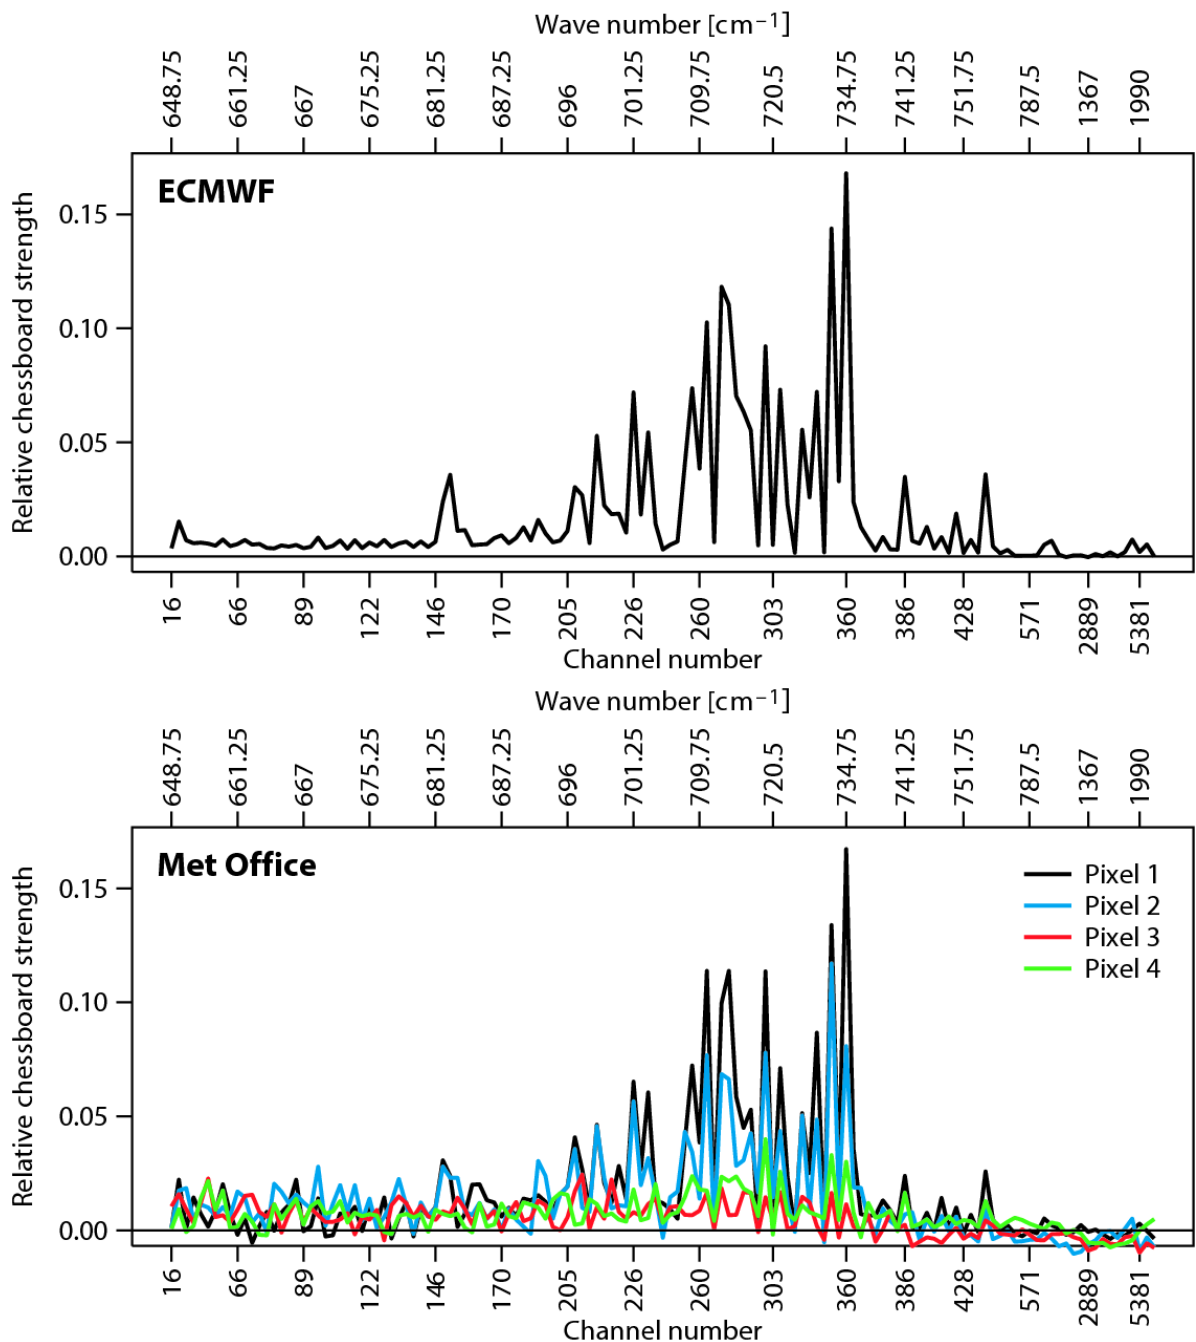 Wave number [cm⁻¹]
648.75 661.25 667 675.25 681.25 687.25 696 701.25 709.75 720.5 734.75 741.25 751.75 787.5 1367 1990
ECMWF
Relative chessboard strength
0.15
0.10
0.05
0.00
16 66 89 122 146 170 205 226 260 303 360 386 428 571 2889 5381
Channel number
Wave number [cm⁻¹]
648.75 661.25 667 675.25 681.25 687.25 696 701.25 709.75 720.5 734.75 741.25 751.75 787.5 1367 1990
Met Office
Pixel 1
Pixel 2
Pixel 3
Pixel 4
Relative chessboard strength
0.15
0.10
0.05
0.00
16 66 89 122 146 170 205 226 260 303 360 386 428 571 2889 5381
Channel number